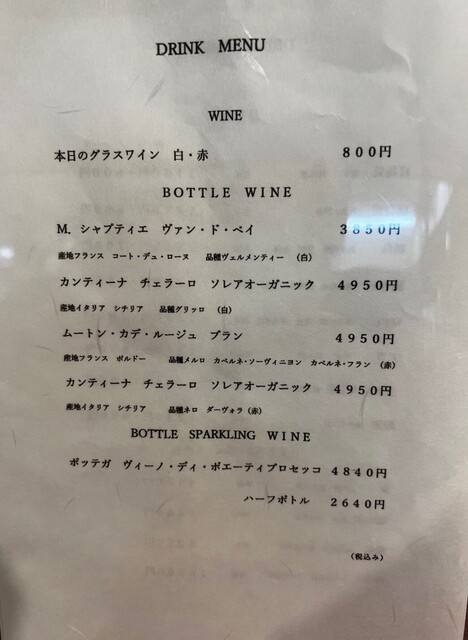 DRINK MENU
WINE
本日のグラスワイン 白・赤 800円
BOTTLE WINE
M. シャプティエ ヴァン・ド・ペイ 3850円
産地フランス コート・デュ・ローヌ 品種ヴェルメンティー (白)
カンティーナ チェラーロ ソレアオーガニック 4950円
産地イタリア シチリア 品種グリッロ (白)
ムートン・カデ・ルージュ ブラン 4950円
産地フランス ボルドー 品種メルロ カベルネ・ソーヴィニヨン カベルネ・フラン (赤)
カンティーナ チェラーロ ソレアオーガニック 4950円
産地イタリア シチリア 品種ネロ ダーヴォラ(赤)
BOTTLE SPARKLING WINE
ボッテガ ヴィーノ・ディ・ポエーティプロセッコ 4840円
ハーフボトル 2640円
(税込み)